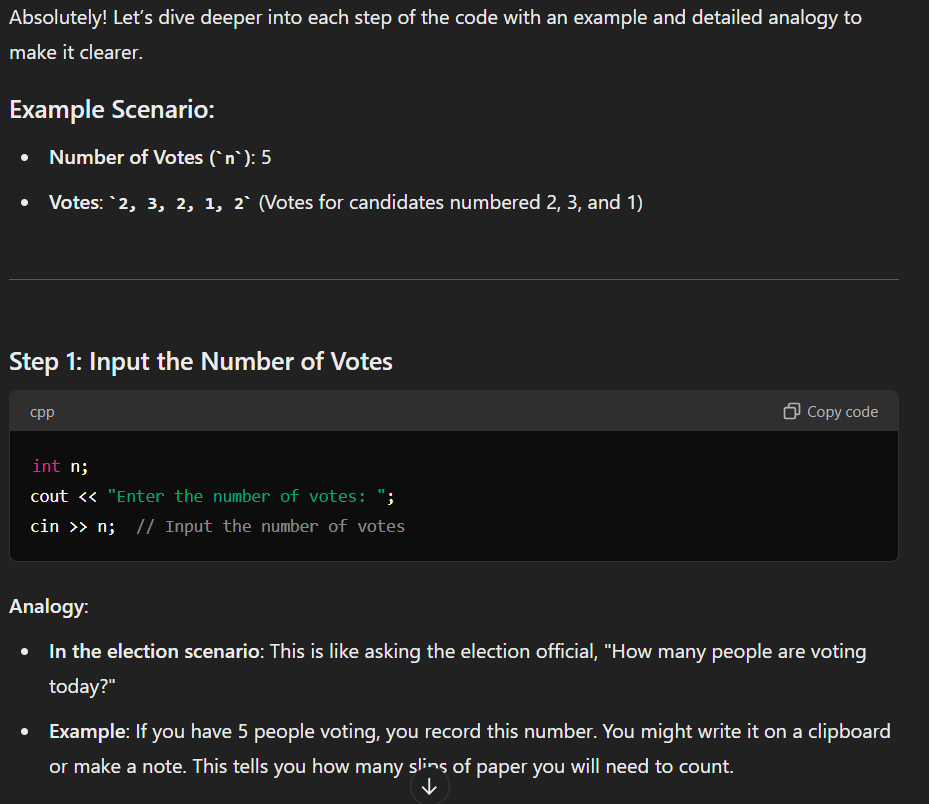 Absolutely! Let’s dive deeper into each step of the code with an example and detailed analogy to
make it clearer.
Example Scenario:
• Number of Votes (`n`): 5
• Votes: `2, 3, 2, 1, 2` (Votes for candidates numbered 2, 3, and 1)
Step 1: Input the Number of Votes
cpp
Copy code
int n;
cout << "Enter the number of votes: ";
cin >> n;  // Input the number of votes
Analogy:
• In the election scenario: This is like asking the election official, "How many people are voting
today?"
• Example: If you have 5 people voting, you record this number. You might write it on a clipboard
or make a note. This tells you how many slips of paper you will need to count.